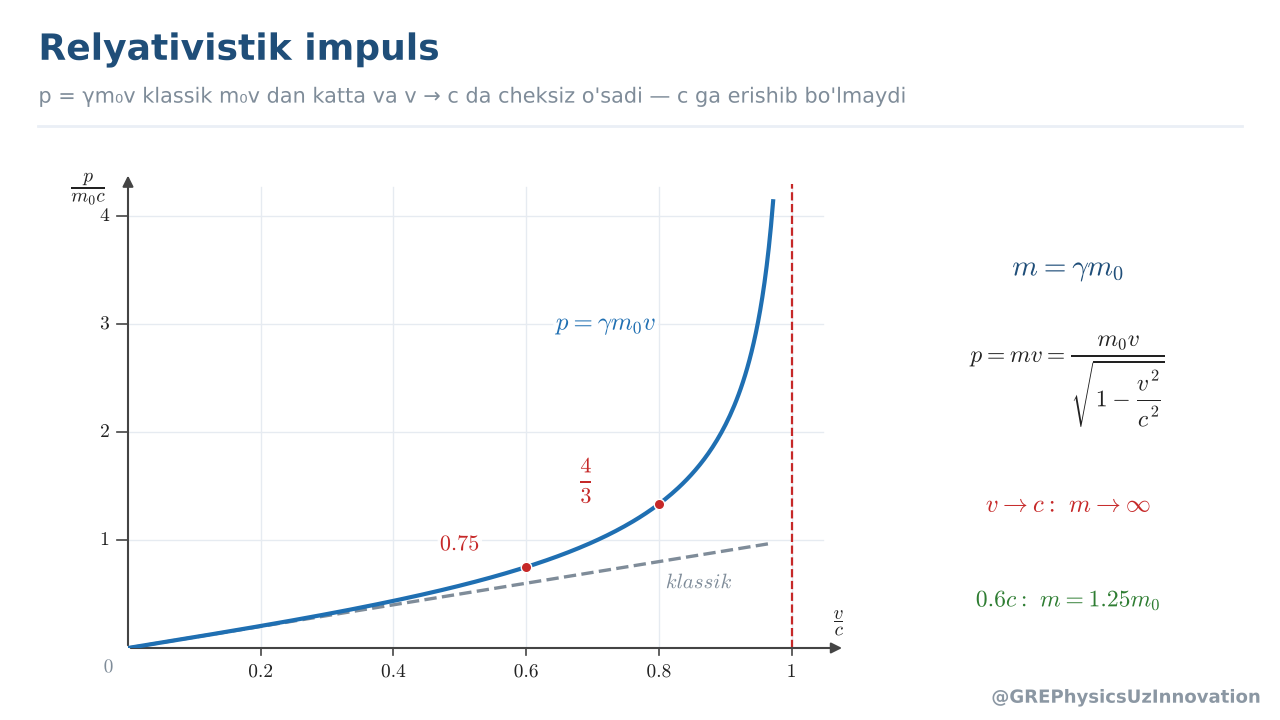 Relyativistik impuls
p = γm₀v klassik m₀v dan katta va v → c da cheksiz o'sadi — c ga erishib bo'lmaydi
p/(m₀c)
4
3
2
1
0
0.2
0.4
0.6
0.8
1
v/c
p = γm₀v
4/3
0.75
klassik
m = γm₀
p = mv = m₀v/√(1 − v²/c²)
v → c: m → ∞
0.6c: m = 1.25m₀
@GREPhysicsUzInnovation